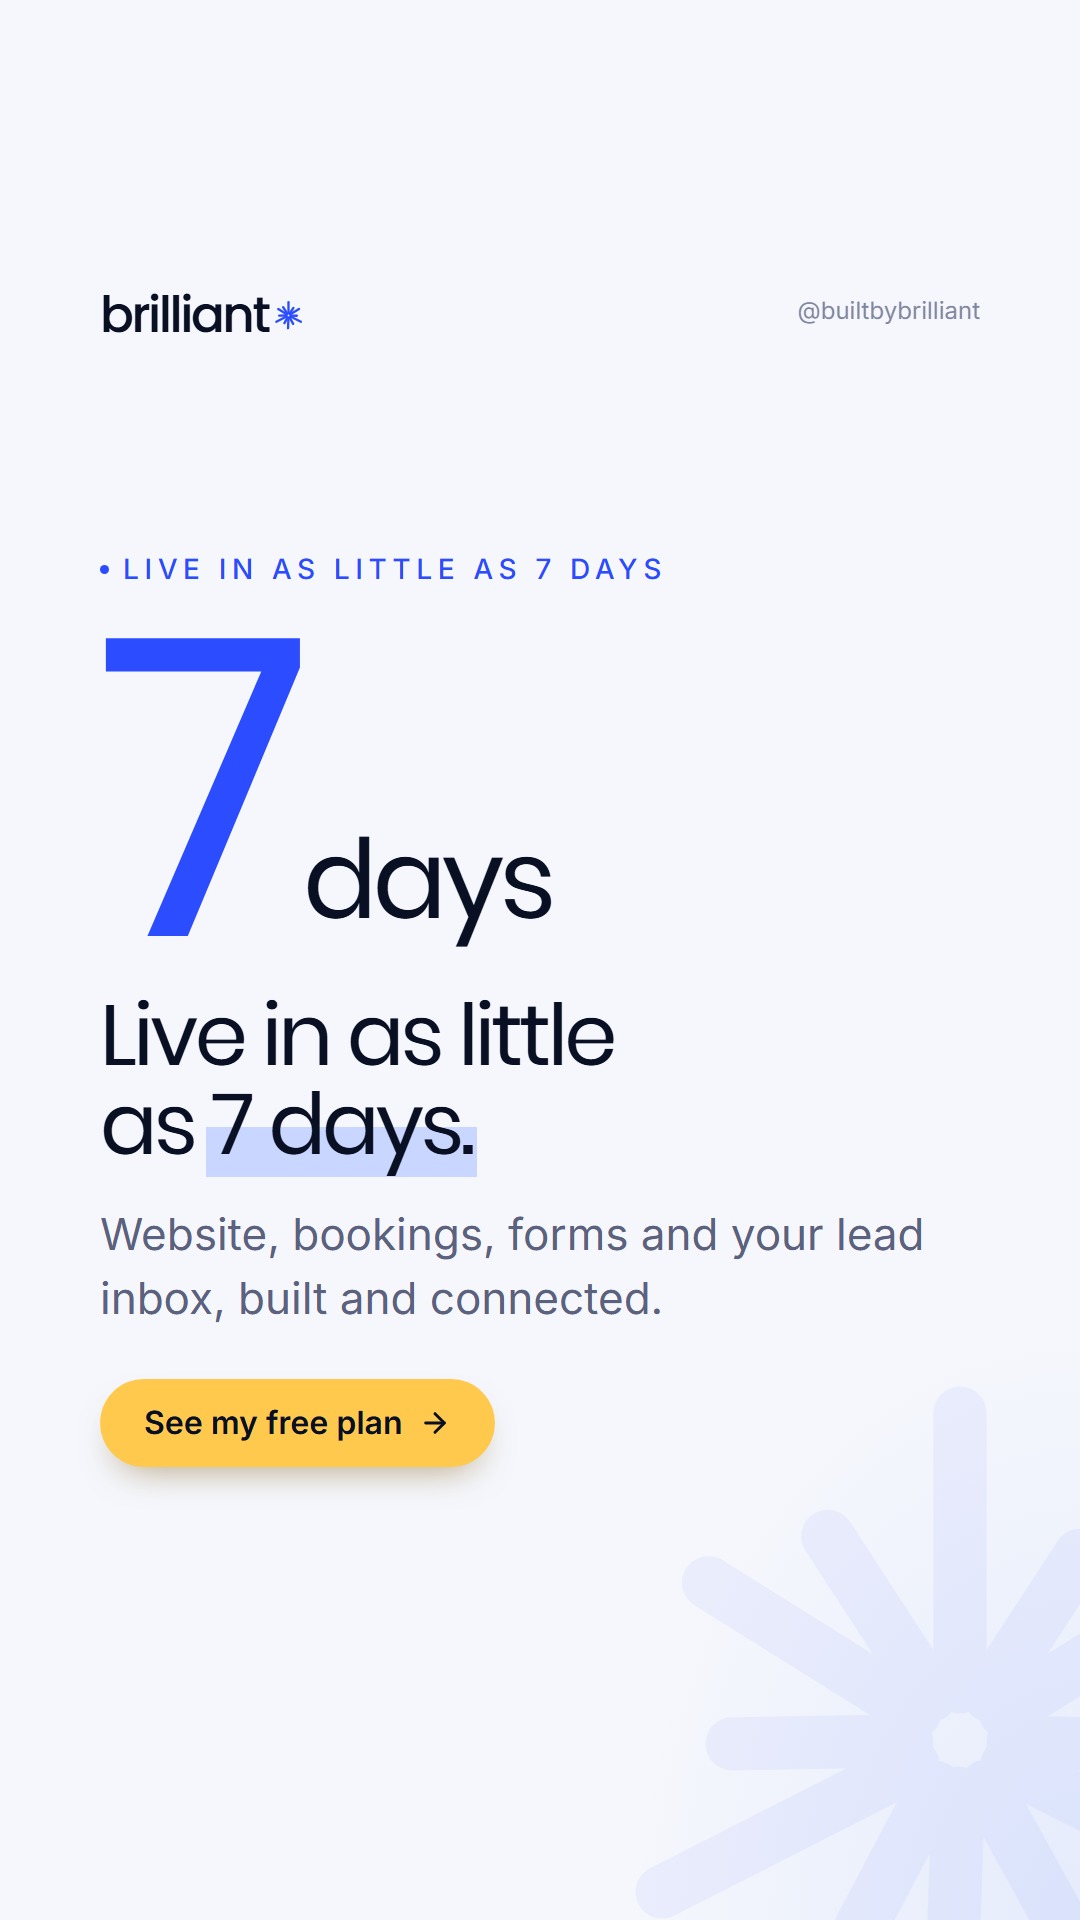 brilliant
@builtbybrilliant
• LIVE IN AS LITTLE AS 7 DAYS
7 days
Live in as little
as 7 days.
Website, bookings, forms and your lead
inbox, built and connected.
See my free plan →